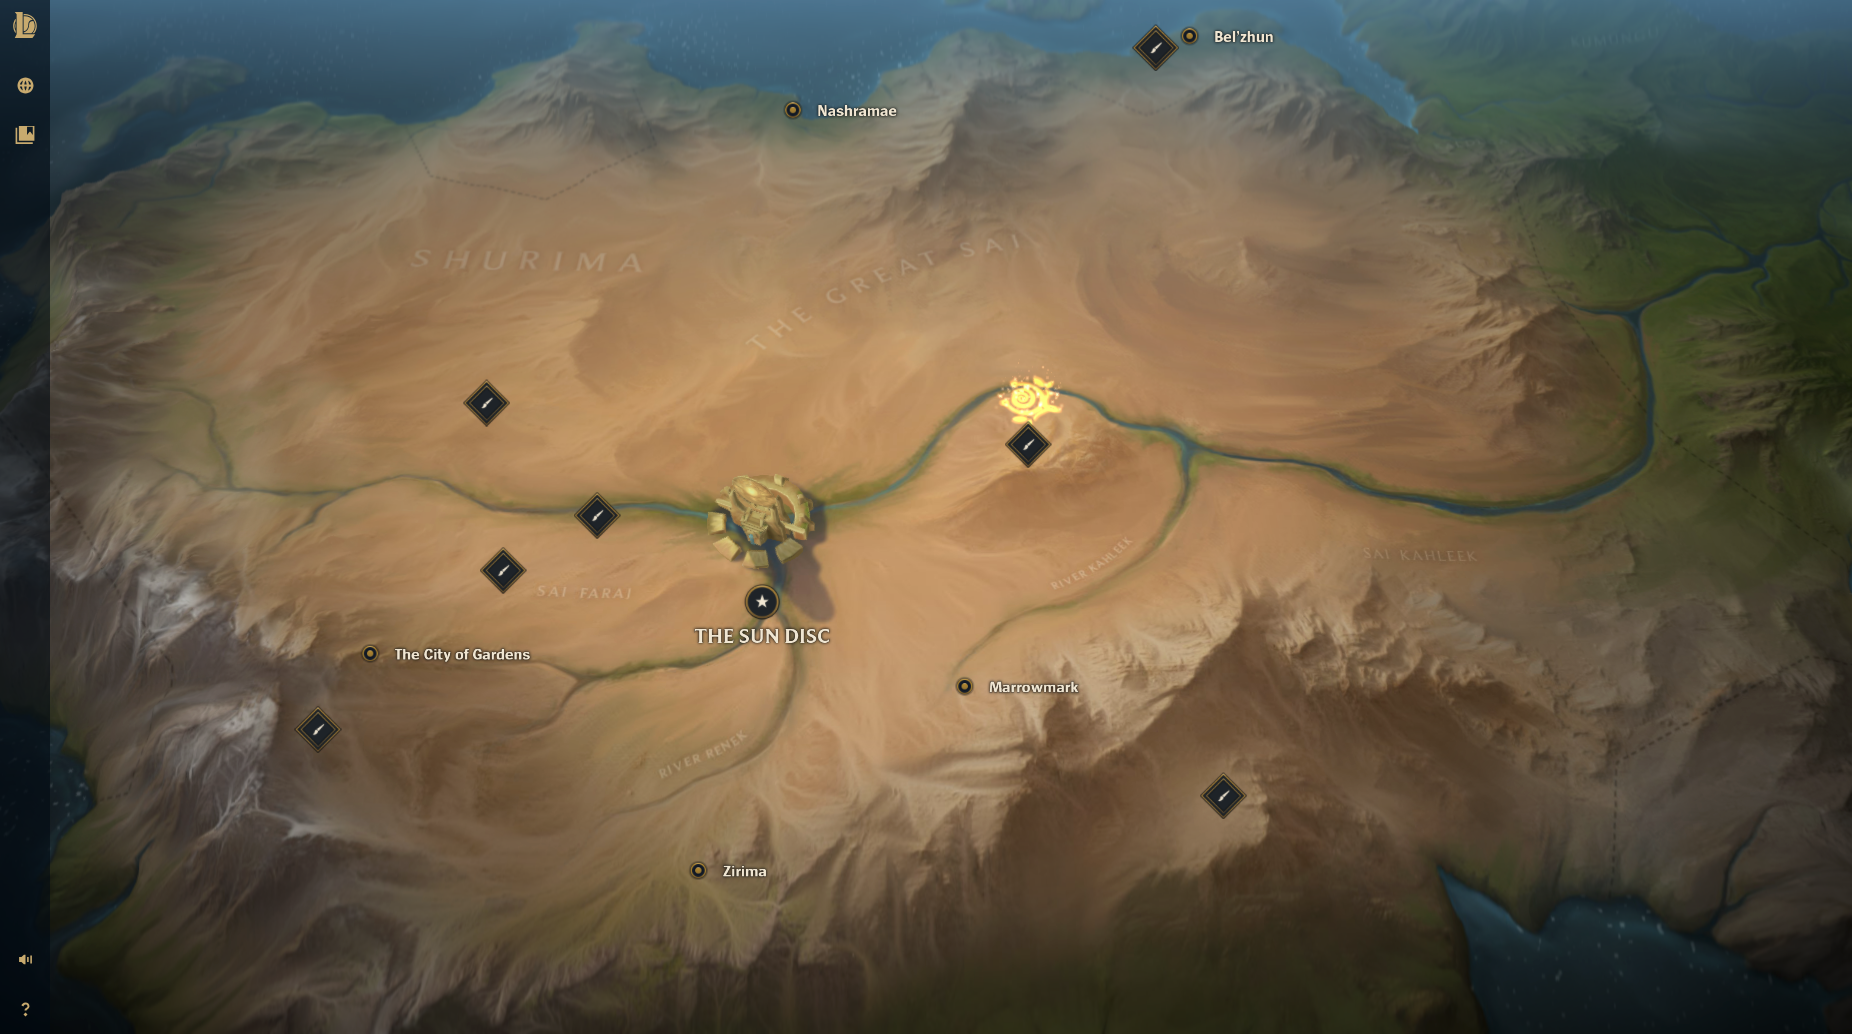 Bel'zhun
Nashramae
SHURIMA
THE GREAT SAI
SAI KAHLEEK
RIVER KAHLEEK
SAI FARAI
THE SUN DISC
The City of Gardens
Marrowmark
RIVER RENEK
Zirima
?